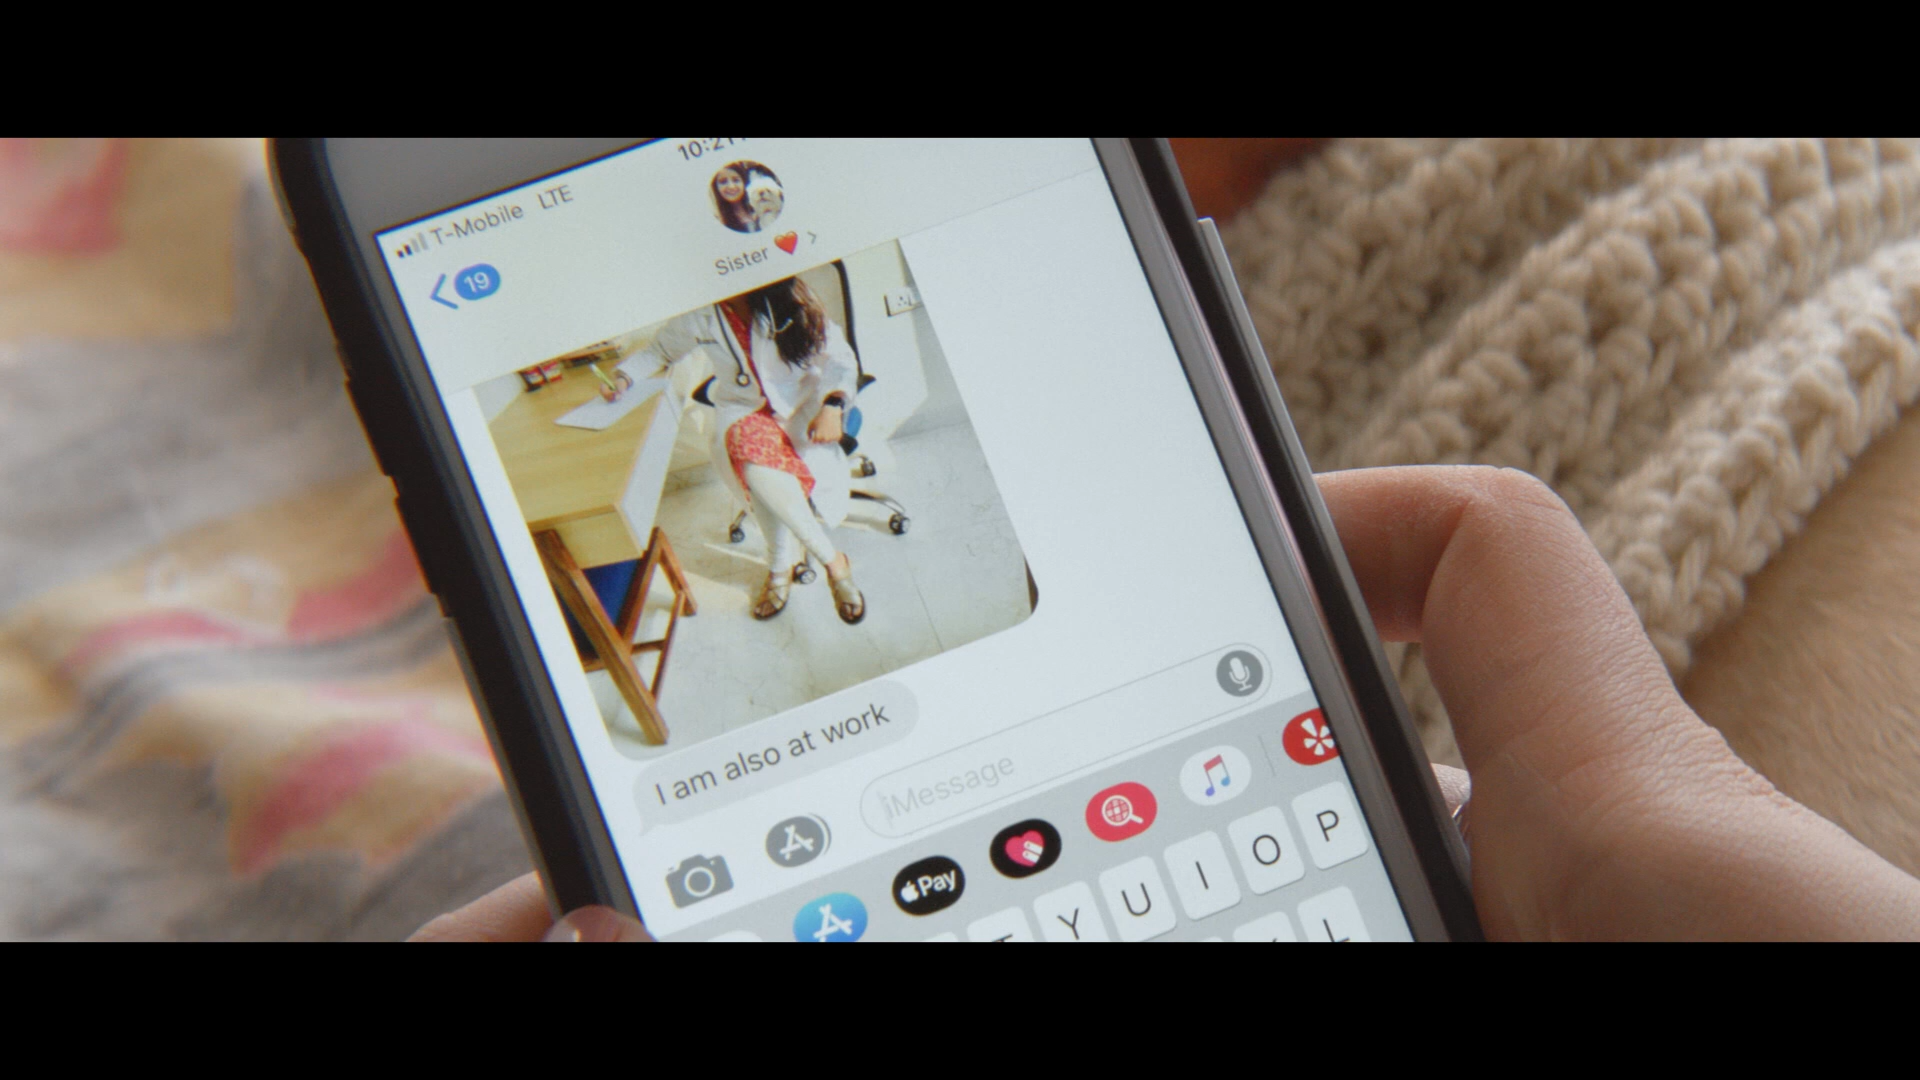 T-Mobile LTE
19
Sister ❤️
I am also at work
iMessage
Pay
Y U I O P
L